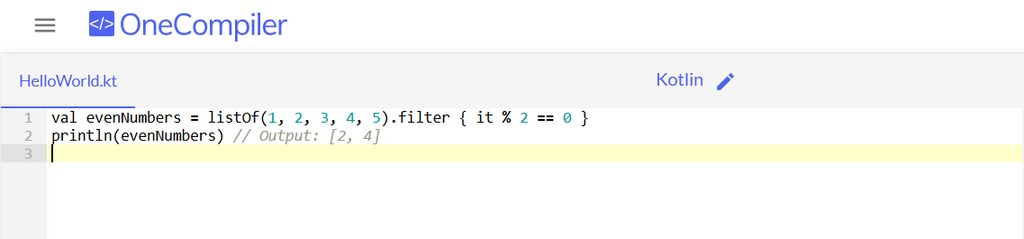 </> OneCompiler
HelloWorld.kt
Kotlin
1 val evenNumbers = listOf(1, 2, 3, 4, 5).filter { it % 2 == 0 }
2 println(evenNumbers) // Output: [2, 4]
3